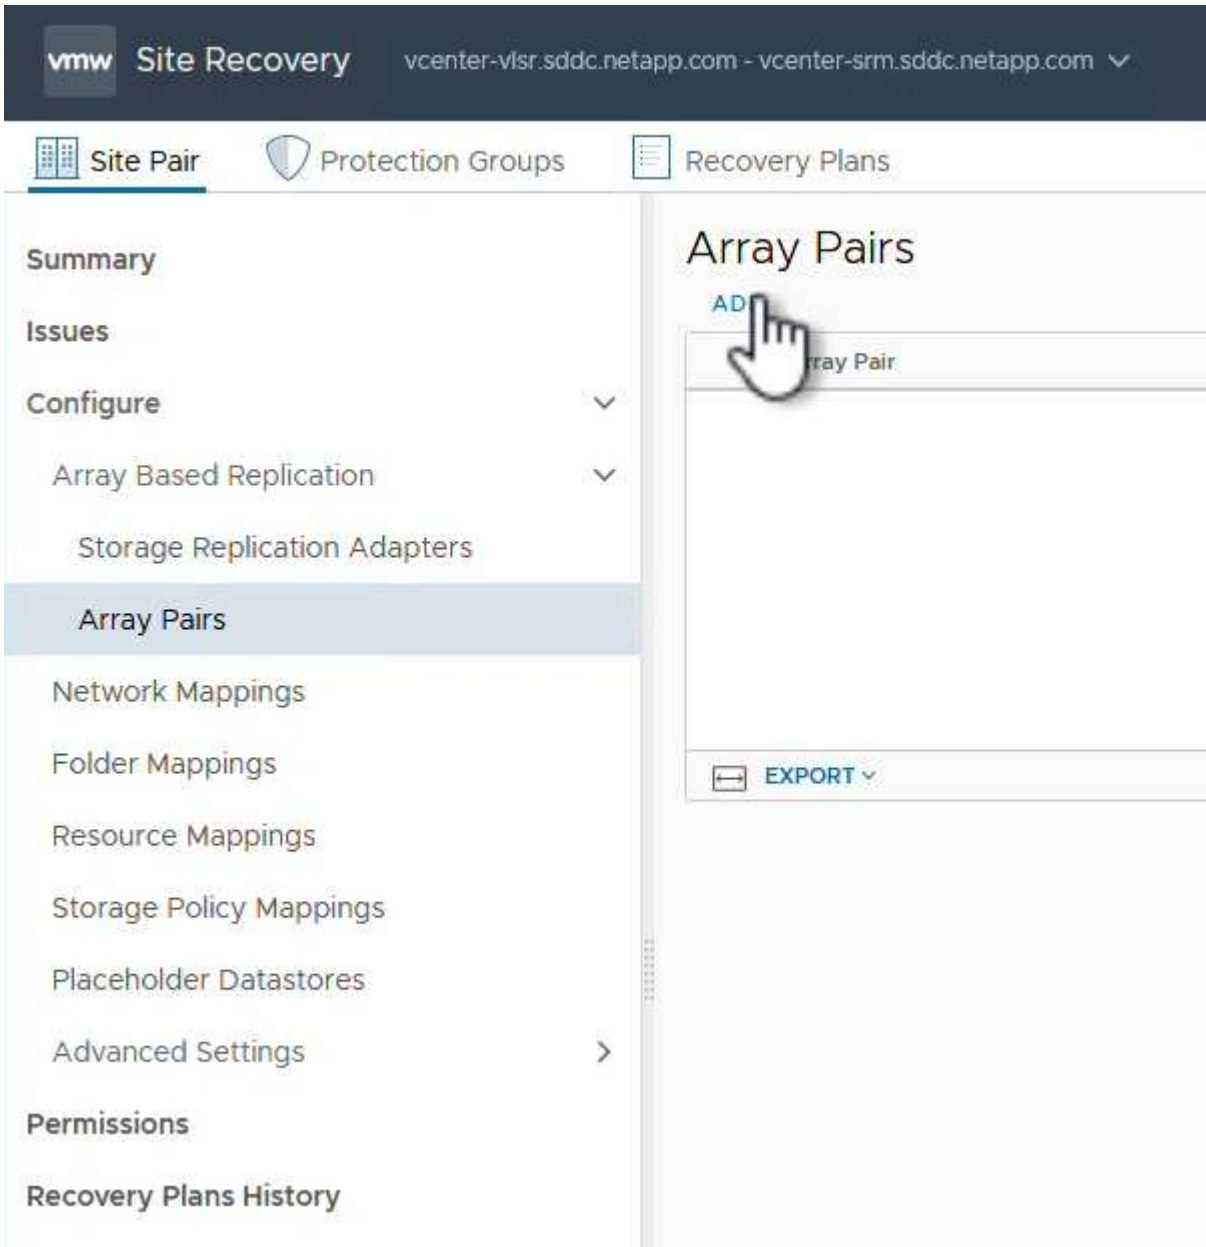 vmw Site Recovery vcenter-vlsr.sddc.netapp.com - vcenter-srm.sddc.netapp.com
Site Pair Protection Groups Recovery Plans
Summary
Issues
Configure
Array Based Replication
Storage Replication Adapters
Array Pairs
Network Mappings
Folder Mappings
Resource Mappings
Storage Policy Mappings
Placeholder Datastores
Advanced Settings
Permissions
Recovery Plans History
Array Pairs
Pair
EXPORT